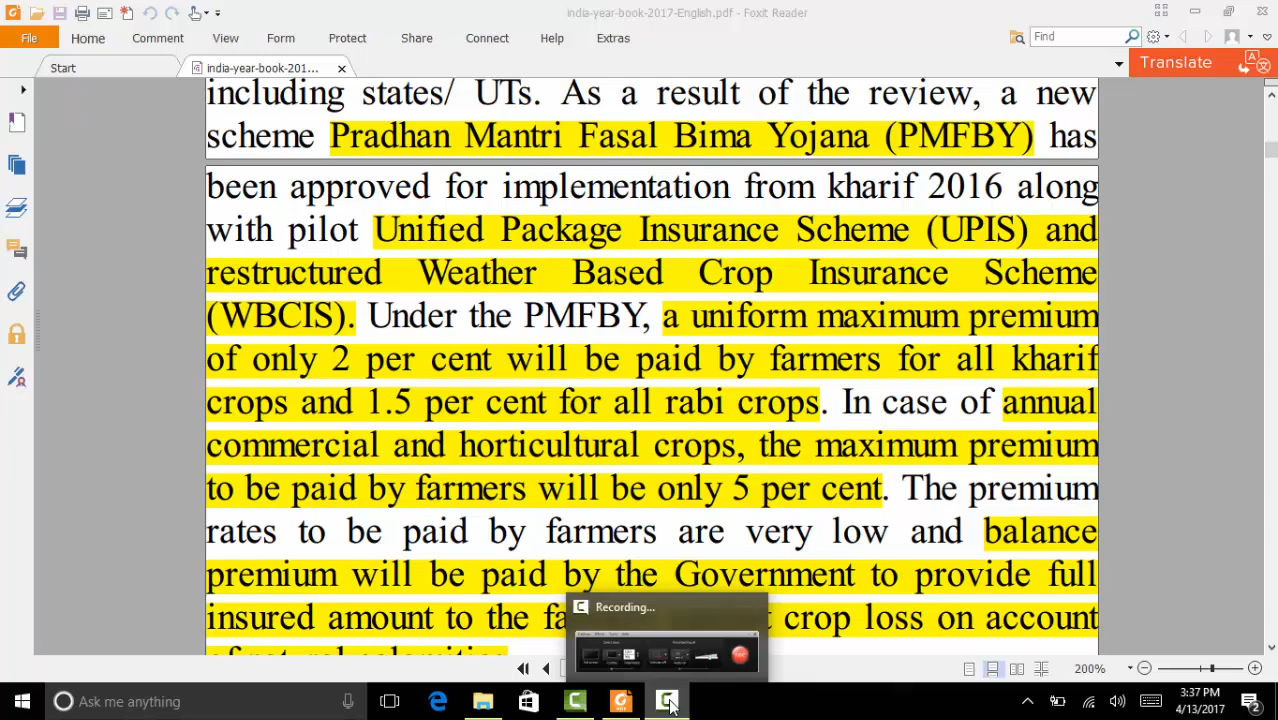 india-year-book-2017-English.pdf - Foxit Reader
File Home Comment View Form Protect Share Connect Help Extras Find
Start india-year-book-201...
Translate
including states/ UTs. As a result of the review, a new
scheme Pradhan Mantri Fasal Bima Yojana (PMFBY) has
been approved for implementation from kharif 2016 along
with pilot Unified Package Insurance Scheme (UPIS) and
restructured Weather Based Crop Insurance Scheme
(WBCIS). Under the PMFBY, a uniform maximum premium
of only 2 per cent will be paid by farmers for all kharif
crops and 1.5 per cent for all rabi crops. In case of annual
commercial and horticultural crops, the maximum premium
to be paid by farmers will be only 5 per cent. The premium
rates to be paid by farmers are very low and balance
premium will be paid by the Government to provide full
insured amount to the fa crop loss on account
of natural calamities
Recording...
200%
Ask me anything
3:37 PM
4/13/2017
2